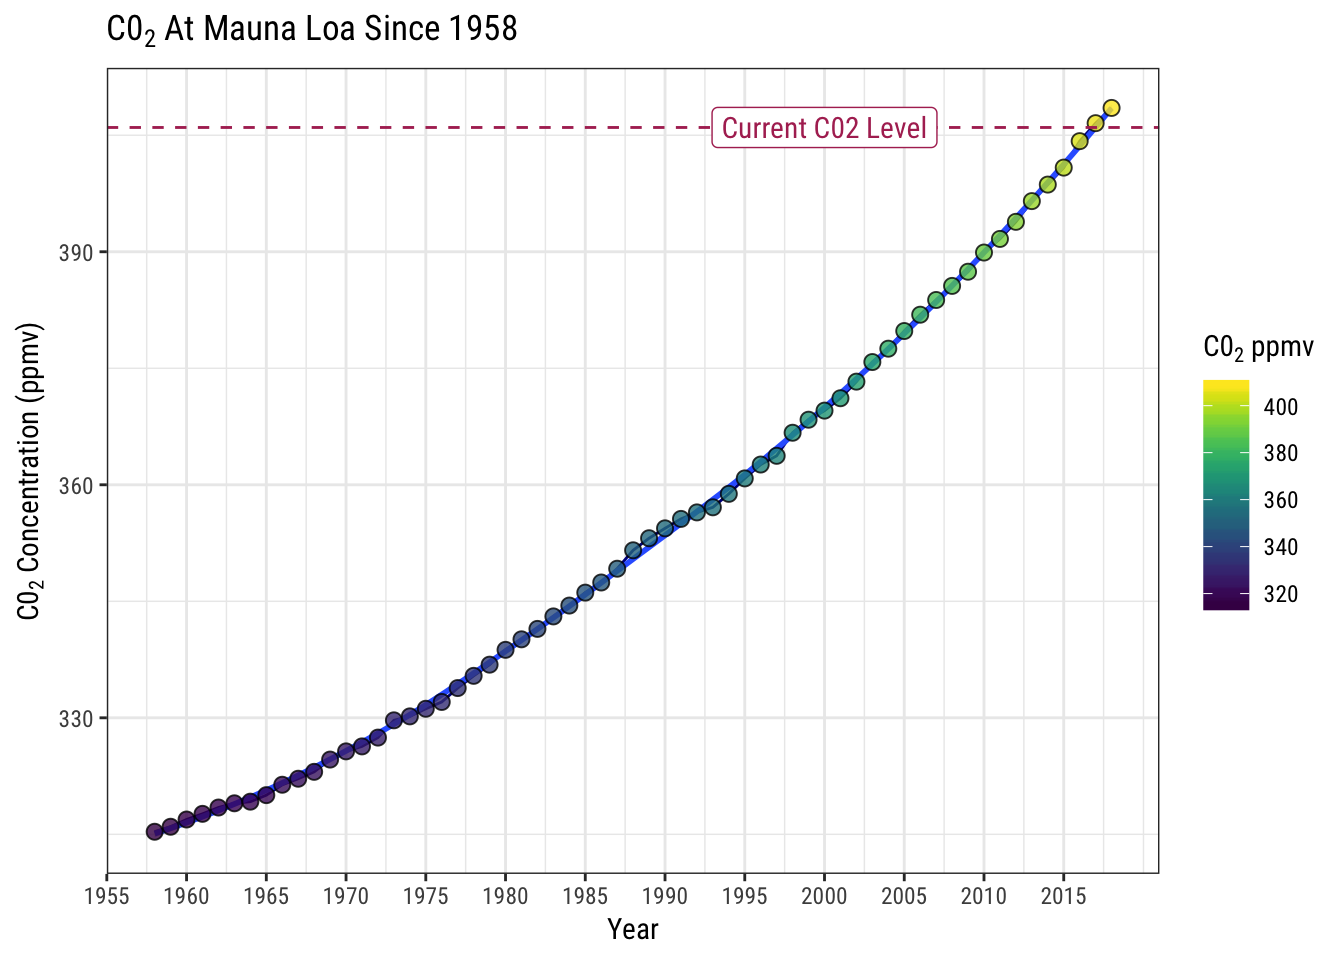 C0₂ At Mauna Loa Since 1958
Current C02 Level
390
360
330
C0₂ Concentration (ppmv)
1955 1960 1965 1970 1975 1980 1985 1990 1995 2000 2005 2010 2015
Year
C0₂ ppmv
400
380
360
340
320